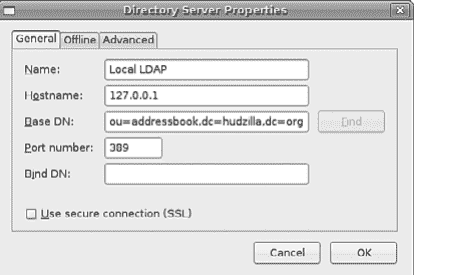 Directory Server Properties
General Offline Advanced
Name: Local LDAP
Hostname: 127.0.0.1
Base DN: ou=addressbook,dc=hudzilla,dc=org Find
Port number: 389
Bind DN:
Use secure connection (SSL)
Cancel OK